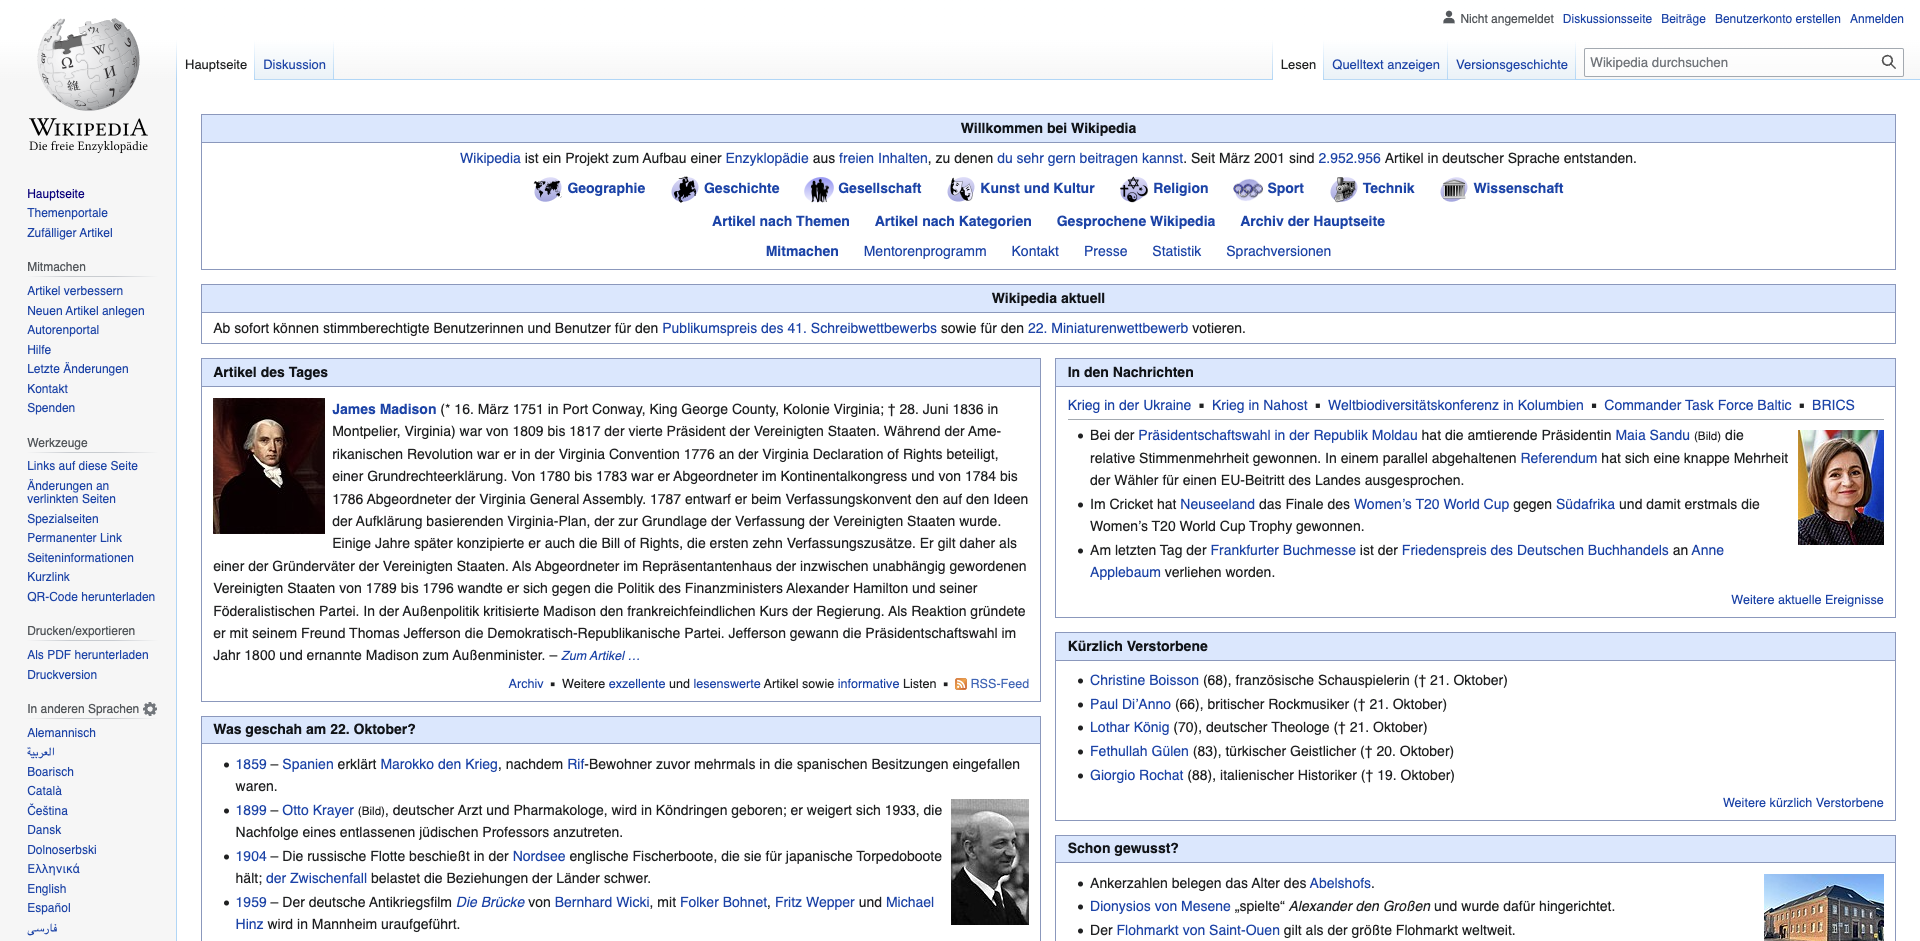 Nicht angemeldet Diskussionsseite Beiträge Benutzerkonto erstellen Anmelden
Hauptseite Diskussion Lesen Quelltext anzeigen Versionsgeschichte Wikipedia durchsuchen
WIKIPEDIA
Die freie Enzyklopädie
Hauptseite
Themenportale
Zufälliger Artikel
Mitmachen
Artikel verbessern
Neuen Artikel anlegen
Autorenportal
Hilfe
Letzte Änderungen
Kontakt
Spenden
Werkzeuge
Links auf diese Seite
Änderungen an
verlinkten Seiten
Spezialseiten
Permanenter Link
Seiteninformationen
Kurzlink
QR-Code herunterladen
Drucken/exportieren
Als PDF herunterladen
Druckversion
In anderen Sprachen
Alemannisch
العربية
Boarisch
Català
Čeština
Dansk
Dolnoserbski
Ελληνικά
English
Español
فارسی
Willkommen bei Wikipedia
Wikipedia ist ein Projekt zum Aufbau einer Enzyklopädie aus freien Inhalten, zu denen du sehr gern beitragen kannst. Seit März 2001 sind 2.952.956 Artikel in deutscher Sprache entstanden.
Geographie Geschichte Gesellschaft Kunst und Kultur Religion Sport Technik Wissenschaft
Artikel nach Themen Artikel nach Kategorien Gesprochene Wikipedia Archiv der Hauptseite
Mitmachen Mentorenprogramm Kontakt Presse Statistik Sprachversionen
Wikipedia aktuell
Ab sofort können stimmberechtigte Benutzerinnen und Benutzer für den Publikumspreis des 41. Schreibwettbewerbs sowie für den 22. Miniaturenwettbewerb votieren.
Artikel des Tages
James Madison (* 16. März 1751 in Port Conway, King George County, Kolonie Virginia; † 28. Juni 1836 in
Montpelier, Virginia) war von 1809 bis 1817 der vierte Präsident der Vereinigten Staaten. Während der Ame-
rikanischen Revolution war er in der Virginia Convention 1776 an der Virginia Declaration of Rights beteiligt,
einer Grundrechteerklärung. Von 1780 bis 1783 war er Abgeordneter im Kontinentalkongress und von 1784 bis
1786 Abgeordneter der Virginia General Assembly. 1787 entwarf er beim Verfassungskonvent den auf den Ideen
der Aufklärung basierenden Virginia-Plan, der zur Grundlage der Verfassung der Vereinigten Staaten wurde.
Einige Jahre später konzipierte er auch die Bill of Rights, die ersten zehn Verfassungszusätze. Er gilt daher als
einer der Gründerväter der Vereinigten Staaten. Als Abgeordneter im Repräsentantenhaus der inzwischen unabhängig gewordenen
Vereinigten Staaten von 1789 bis 1796 wandte er sich gegen die Politik des Finanzministers Alexander Hamilton und seiner
Föderalistischen Partei. In der Außenpolitik kritisierte Madison den frankreichfeindlichen Kurs der Regierung. Als Reaktion gründete
er mit seinem Freund Thomas Jefferson die Demokratisch-Republikanische Partei. Jefferson gewann die Präsidentschaftswahl im
Jahr 1800 und ernannte Madison zum Außenminister. – Zum Artikel …
Archiv ▪ Weitere exzellente und lesenswerte Artikel sowie informative Listen ▪ RSS-Feed
Was geschah am 22. Oktober?
• 1859 – Spanien erklärt Marokko den Krieg, nachdem Rif-Bewohner zuvor mehrmals in die spanischen Besitzungen eingefallen
waren.
• 1899 – Otto Krayer (Bild), deutscher Arzt und Pharmakologe, wird in Köndringen geboren; er weigert sich 1933, die
Nachfolge eines entlassenen jüdischen Professors anzutreten.
• 1904 – Die russische Flotte beschießt in der Nordsee englische Fischerboote, die sie für japanische Torpedoboote
hält; der Zwischenfall belastet die Beziehungen der Länder schwer.
• 1959 – Der deutsche Antikriegsfilm Die Brücke von Bernhard Wicki, mit Folker Bohnet, Fritz Wepper und Michael
Hinz wird in Mannheim uraufgeführt.
In den Nachrichten
Krieg in der Ukraine ▪ Krieg in Nahost ▪ Weltbiodiversitätskonferenz in Kolumbien ▪ Commander Task Force Baltic ▪ BRICS
• Bei der Präsidentschaftswahl in der Republik Moldau hat die amtierende Präsidentin Maia Sandu (Bild) die
relative Stimmenmehrheit gewonnen. In einem parallel abgehaltenen Referendum hat sich eine knappe Mehrheit
der Wähler für einen EU-Beitritt des Landes ausgesprochen.
• Im Cricket hat Neuseeland das Finale des Women’s T20 World Cup gegen Südafrika und damit erstmals die
Women’s T20 World Cup Trophy gewonnen.
• Am letzten Tag der Frankfurter Buchmesse ist der Friedenspreis des Deutschen Buchhandels an Anne
Applebaum verliehen worden.
Weitere aktuelle Ereignisse
Kürzlich Verstorbene
• Christine Boisson (68), französische Schauspielerin († 21. Oktober)
• Paul Di’Anno (66), britischer Rockmusiker († 21. Oktober)
• Lothar König (70), deutscher Theologe († 21. Oktober)
• Fethullah Gülen (83), türkischer Geistlicher († 20. Oktober)
• Giorgio Rochat (88), italienischer Historiker († 19. Oktober)
Weitere kürzlich Verstorbene
Schon gewusst?
• Ankerzahlen belegen das Alter des Abelshofs.
• Dionysios von Mesene „spielte“ Alexander den Großen und wurde dafür hingerichtet.
• Der Flohmarkt von Saint-Ouen gilt als der größte Flohmarkt weltweit.